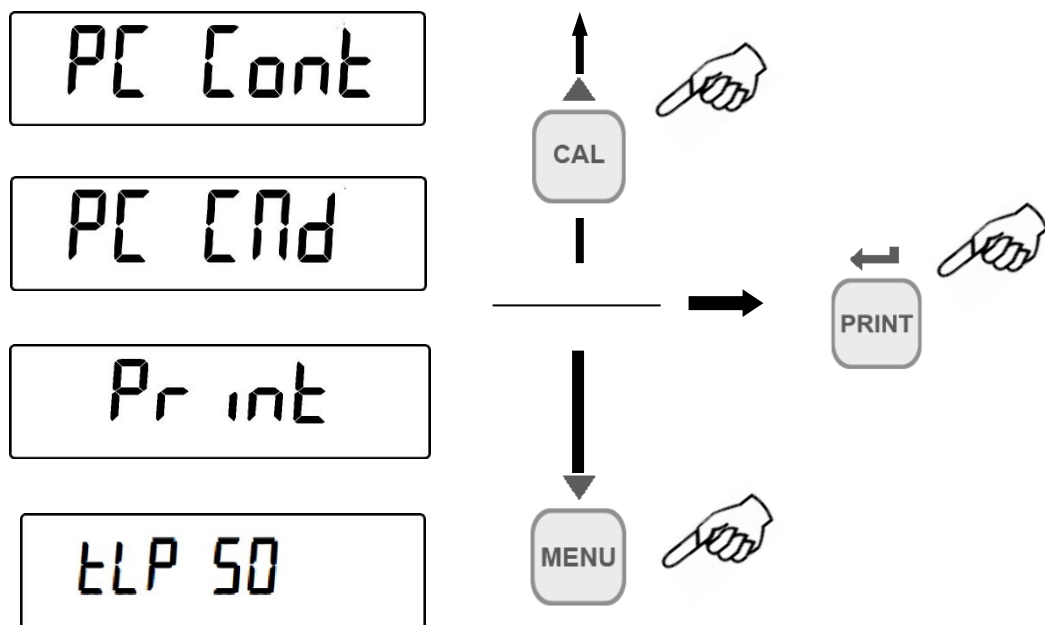 PC Cont
CAL
PC CMd
PRINT
Print
tLP 50
MENU